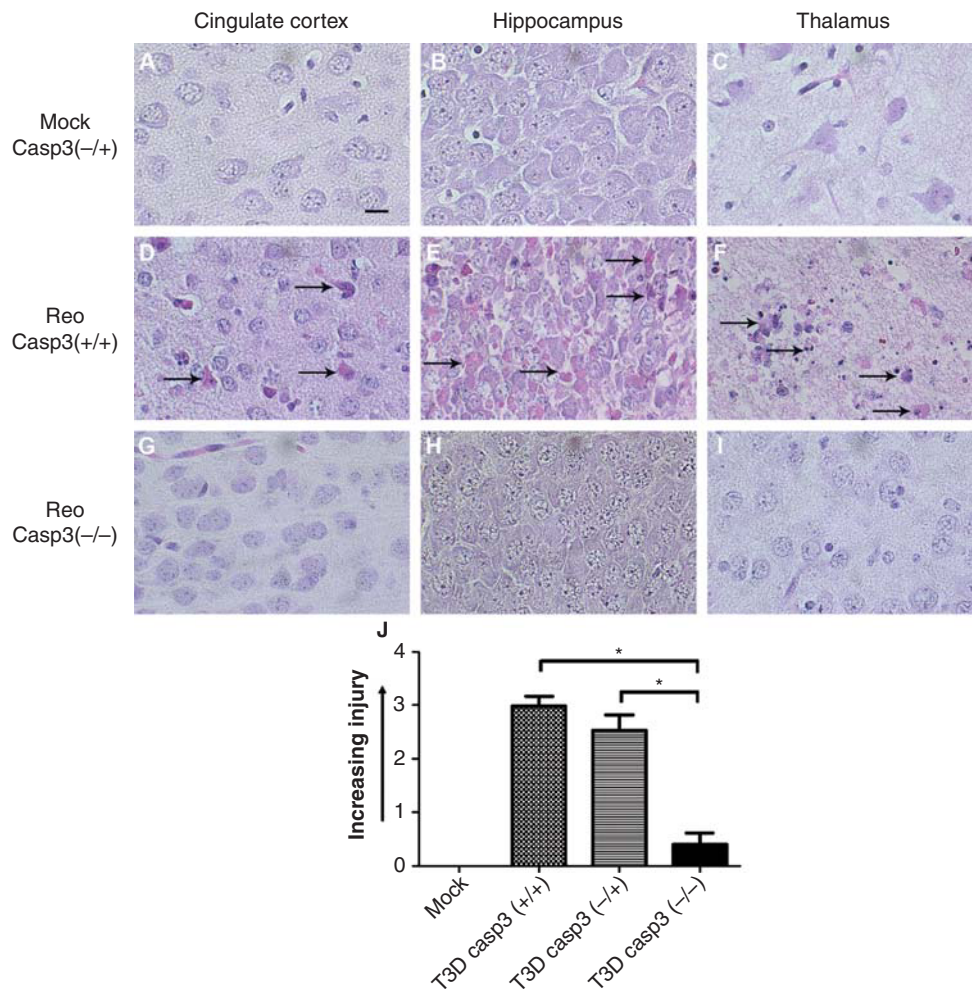 Cingulate cortex
Hippocampus
Thalamus
Mock
Casp3(−/+)
A
B
C
Reo
Casp3(+/+)
D
E
F
Reo
Casp3(−/−)
G
H
I
J
Increasing injury
4
3
2
1
0
*
*
Mock
T3D casp3 (+/+)
T3D casp3 (−/+)
T3D casp3 (−/−)